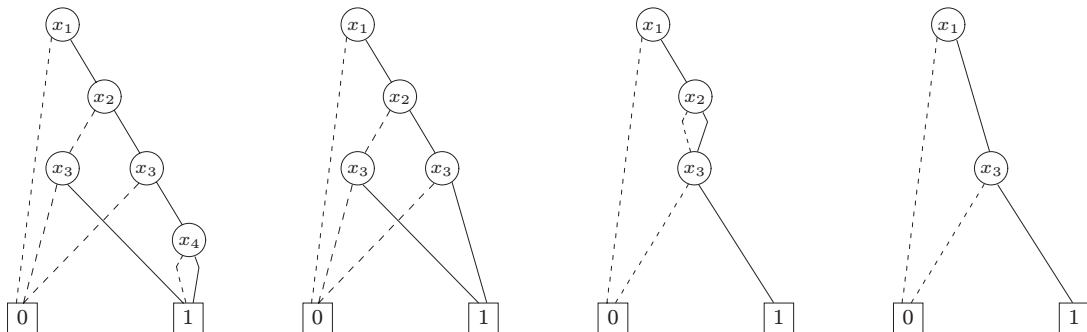 x₁ x₁ x₁ x₁
x₂ x₂ x₂
x₃ x₃ x₃ x₃ x₃ x₃
x₄
0 1 0 1 0 1 0 1